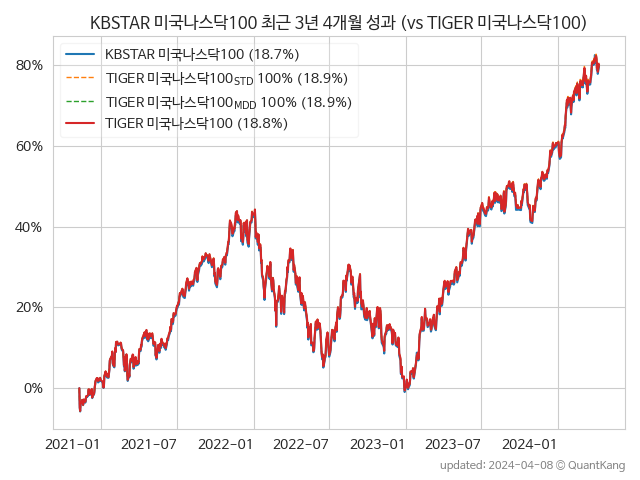 KBSTAR 미국나스닥100 최근 3년 4개월 성과 (vs TIGER 미국나스닥100)
KBSTAR 미국나스닥100 (18.7%)
TIGER 미국나스닥100STD 100% (18.9%)
TIGER 미국나스닥100MDD 100% (18.9%)
TIGER 미국나스닥100 (18.8%)
80%
60%
40%
20%
0%
2021-01 2021-07 2022-01 2022-07 2023-01 2023-07 2024-01
updated: 2024-04-08 © QuantKang